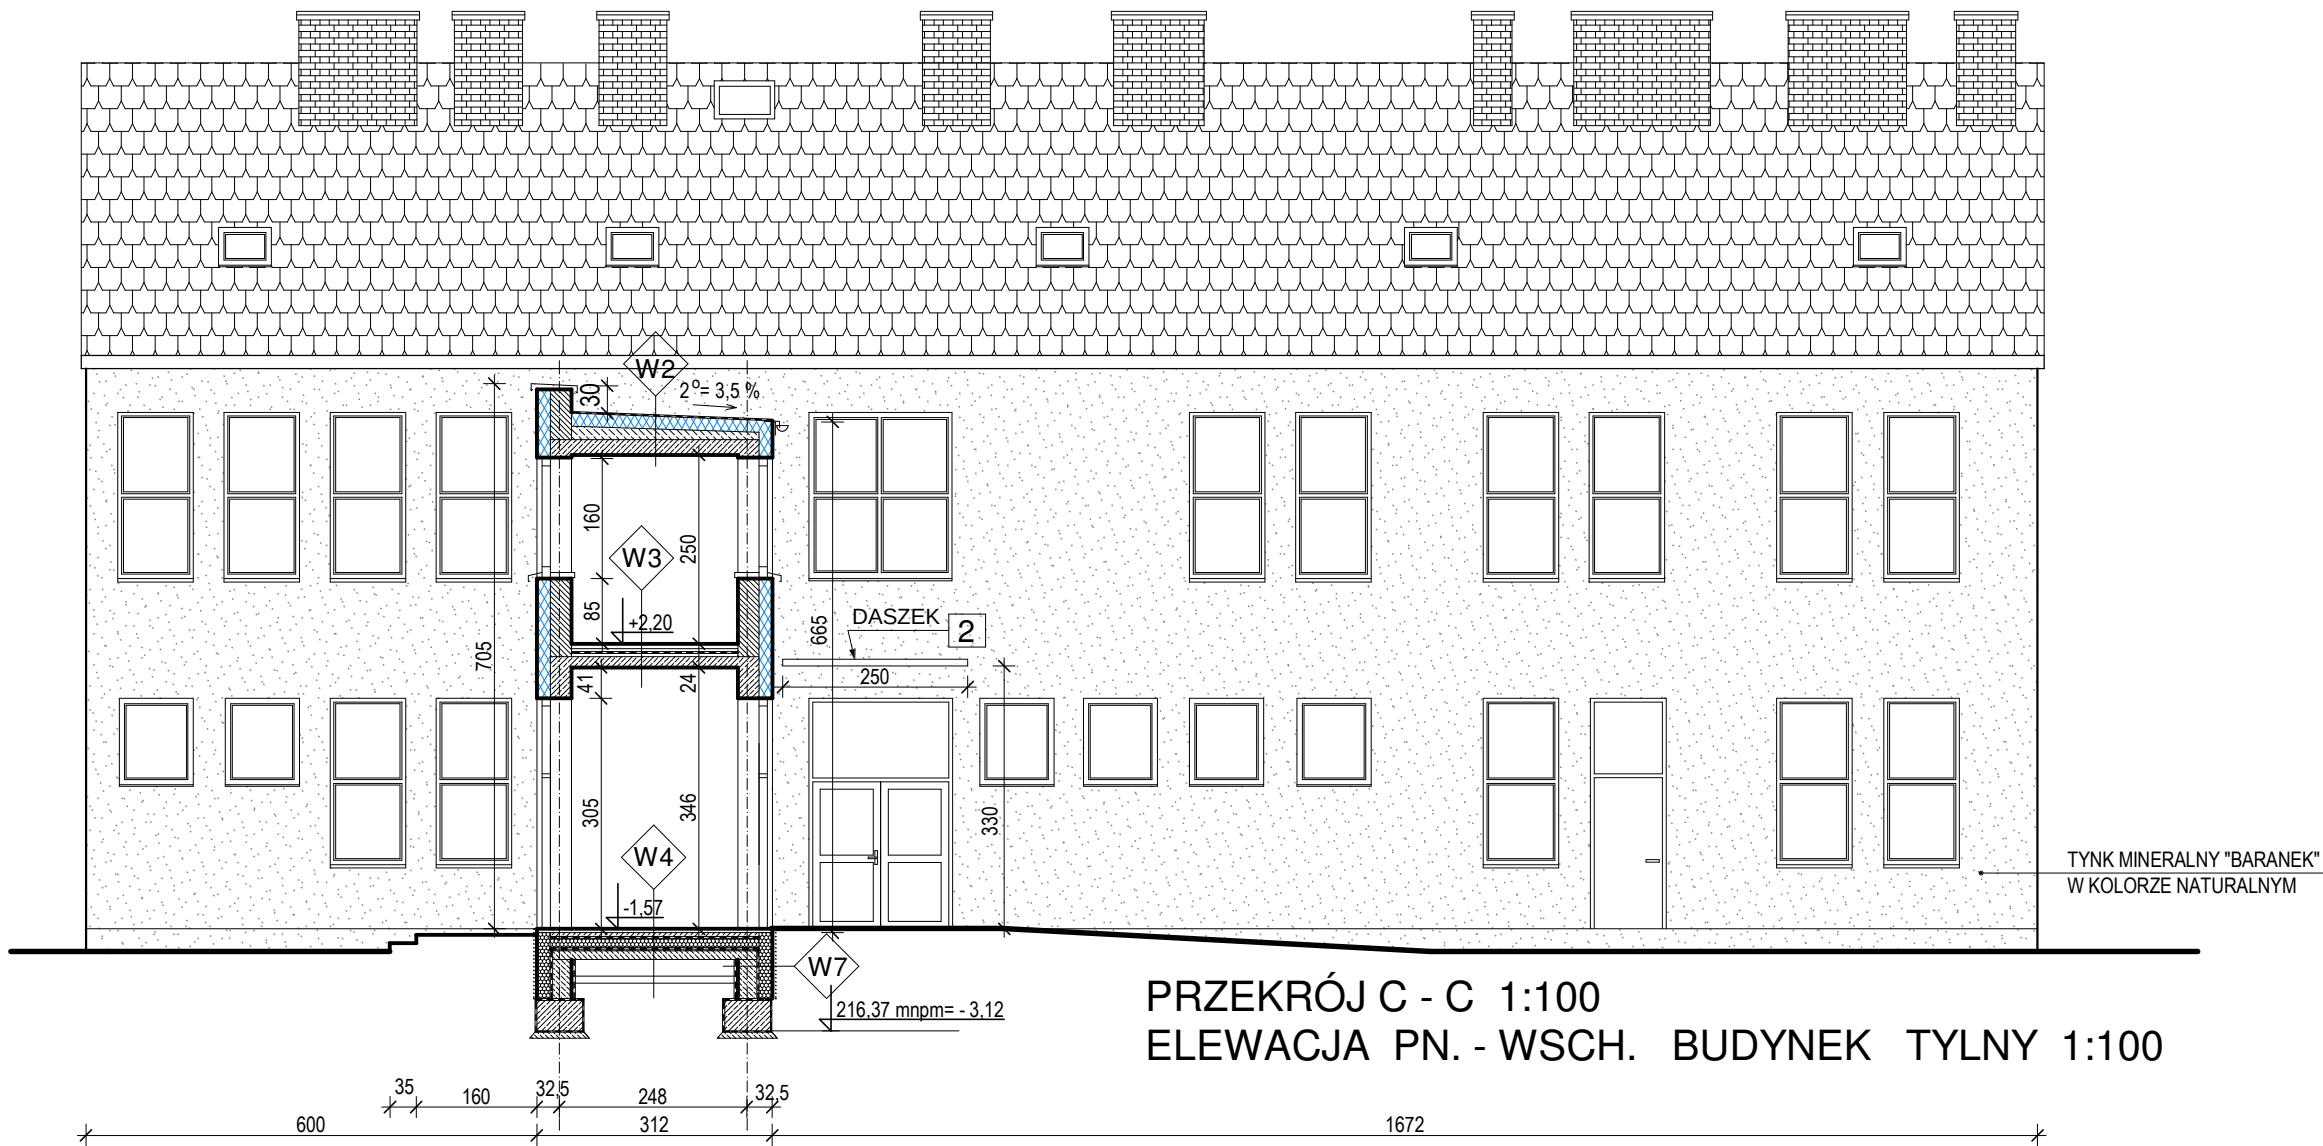 W2
30
2°= 3,5 %
160
W3
250
85
+2,20
705
665
DASZEK
2
250
41
24
305
346
330
W4
-1,57
TYNK MINERALNY "BARANEK"
W KOLORZE NATURALNYM
W7
216,37 mnpm= - 3,12
PRZEKRÓJ C - C 1:100
ELEWACJA PN. - WSCH. BUDYNEK TYLNY 1:100
35
160
32,5
248
32,5
600
312
1672